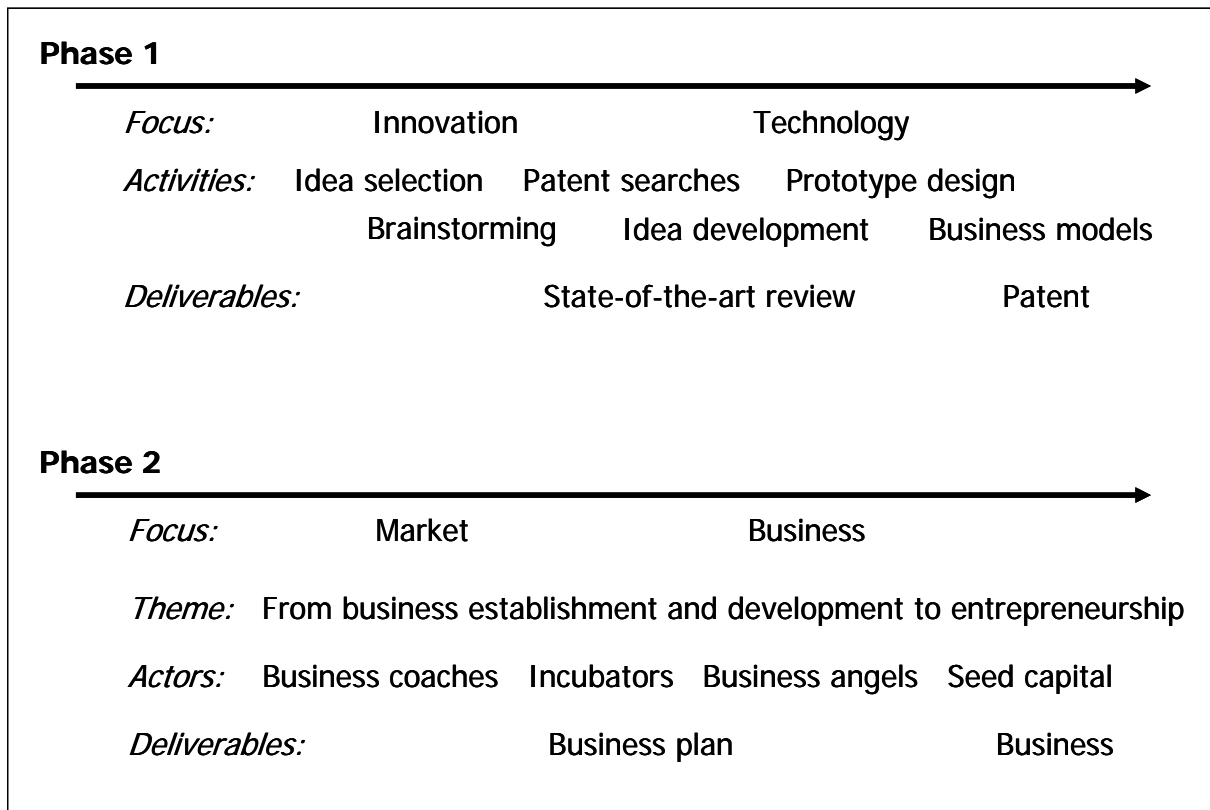 Phase 1
Focus: Innovation Technology
Activities: Idea selection Patent searches Prototype design
Brainstorming Idea development Business models
Deliverables: State-of-the-art review Patent
Phase 2
Focus: Market Business
Theme: From business establishment and development to entrepreneurship
Actors: Business coaches Incubators Business angels Seed capital
Deliverables: Business plan Business